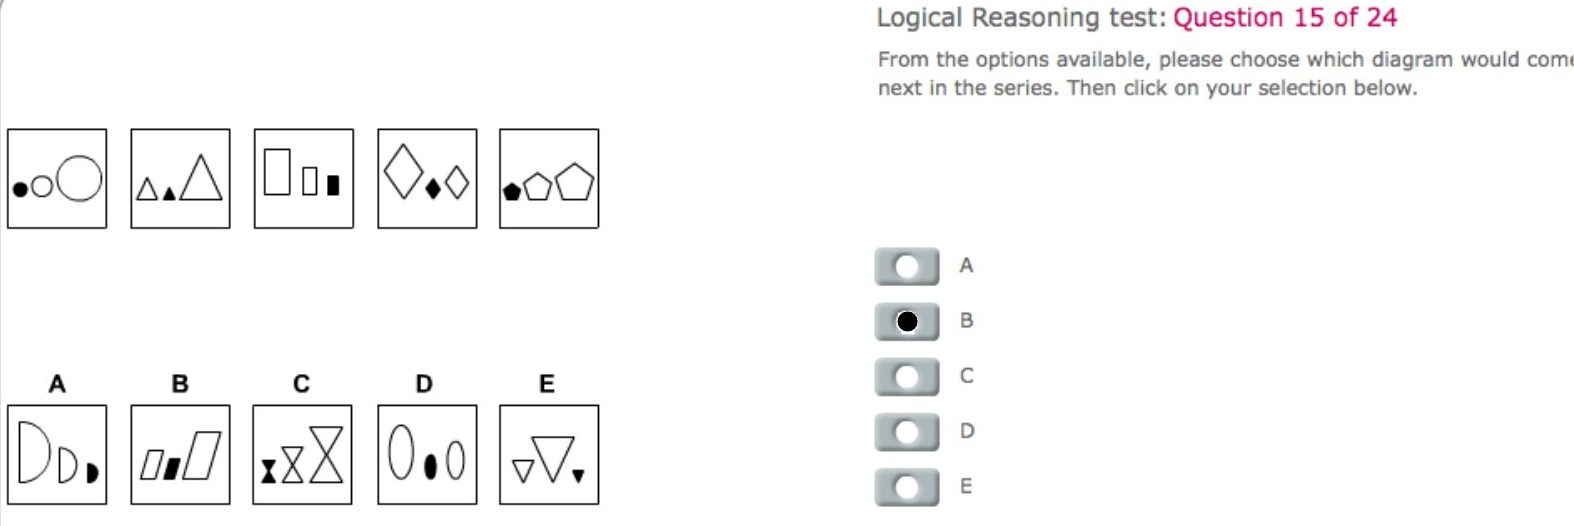 Logical Reasoning test: Question 15 of 24
From the options available, please choose which diagram would come
next in the series. Then click on your selection below.
A
B
C
D
E
A B C D E